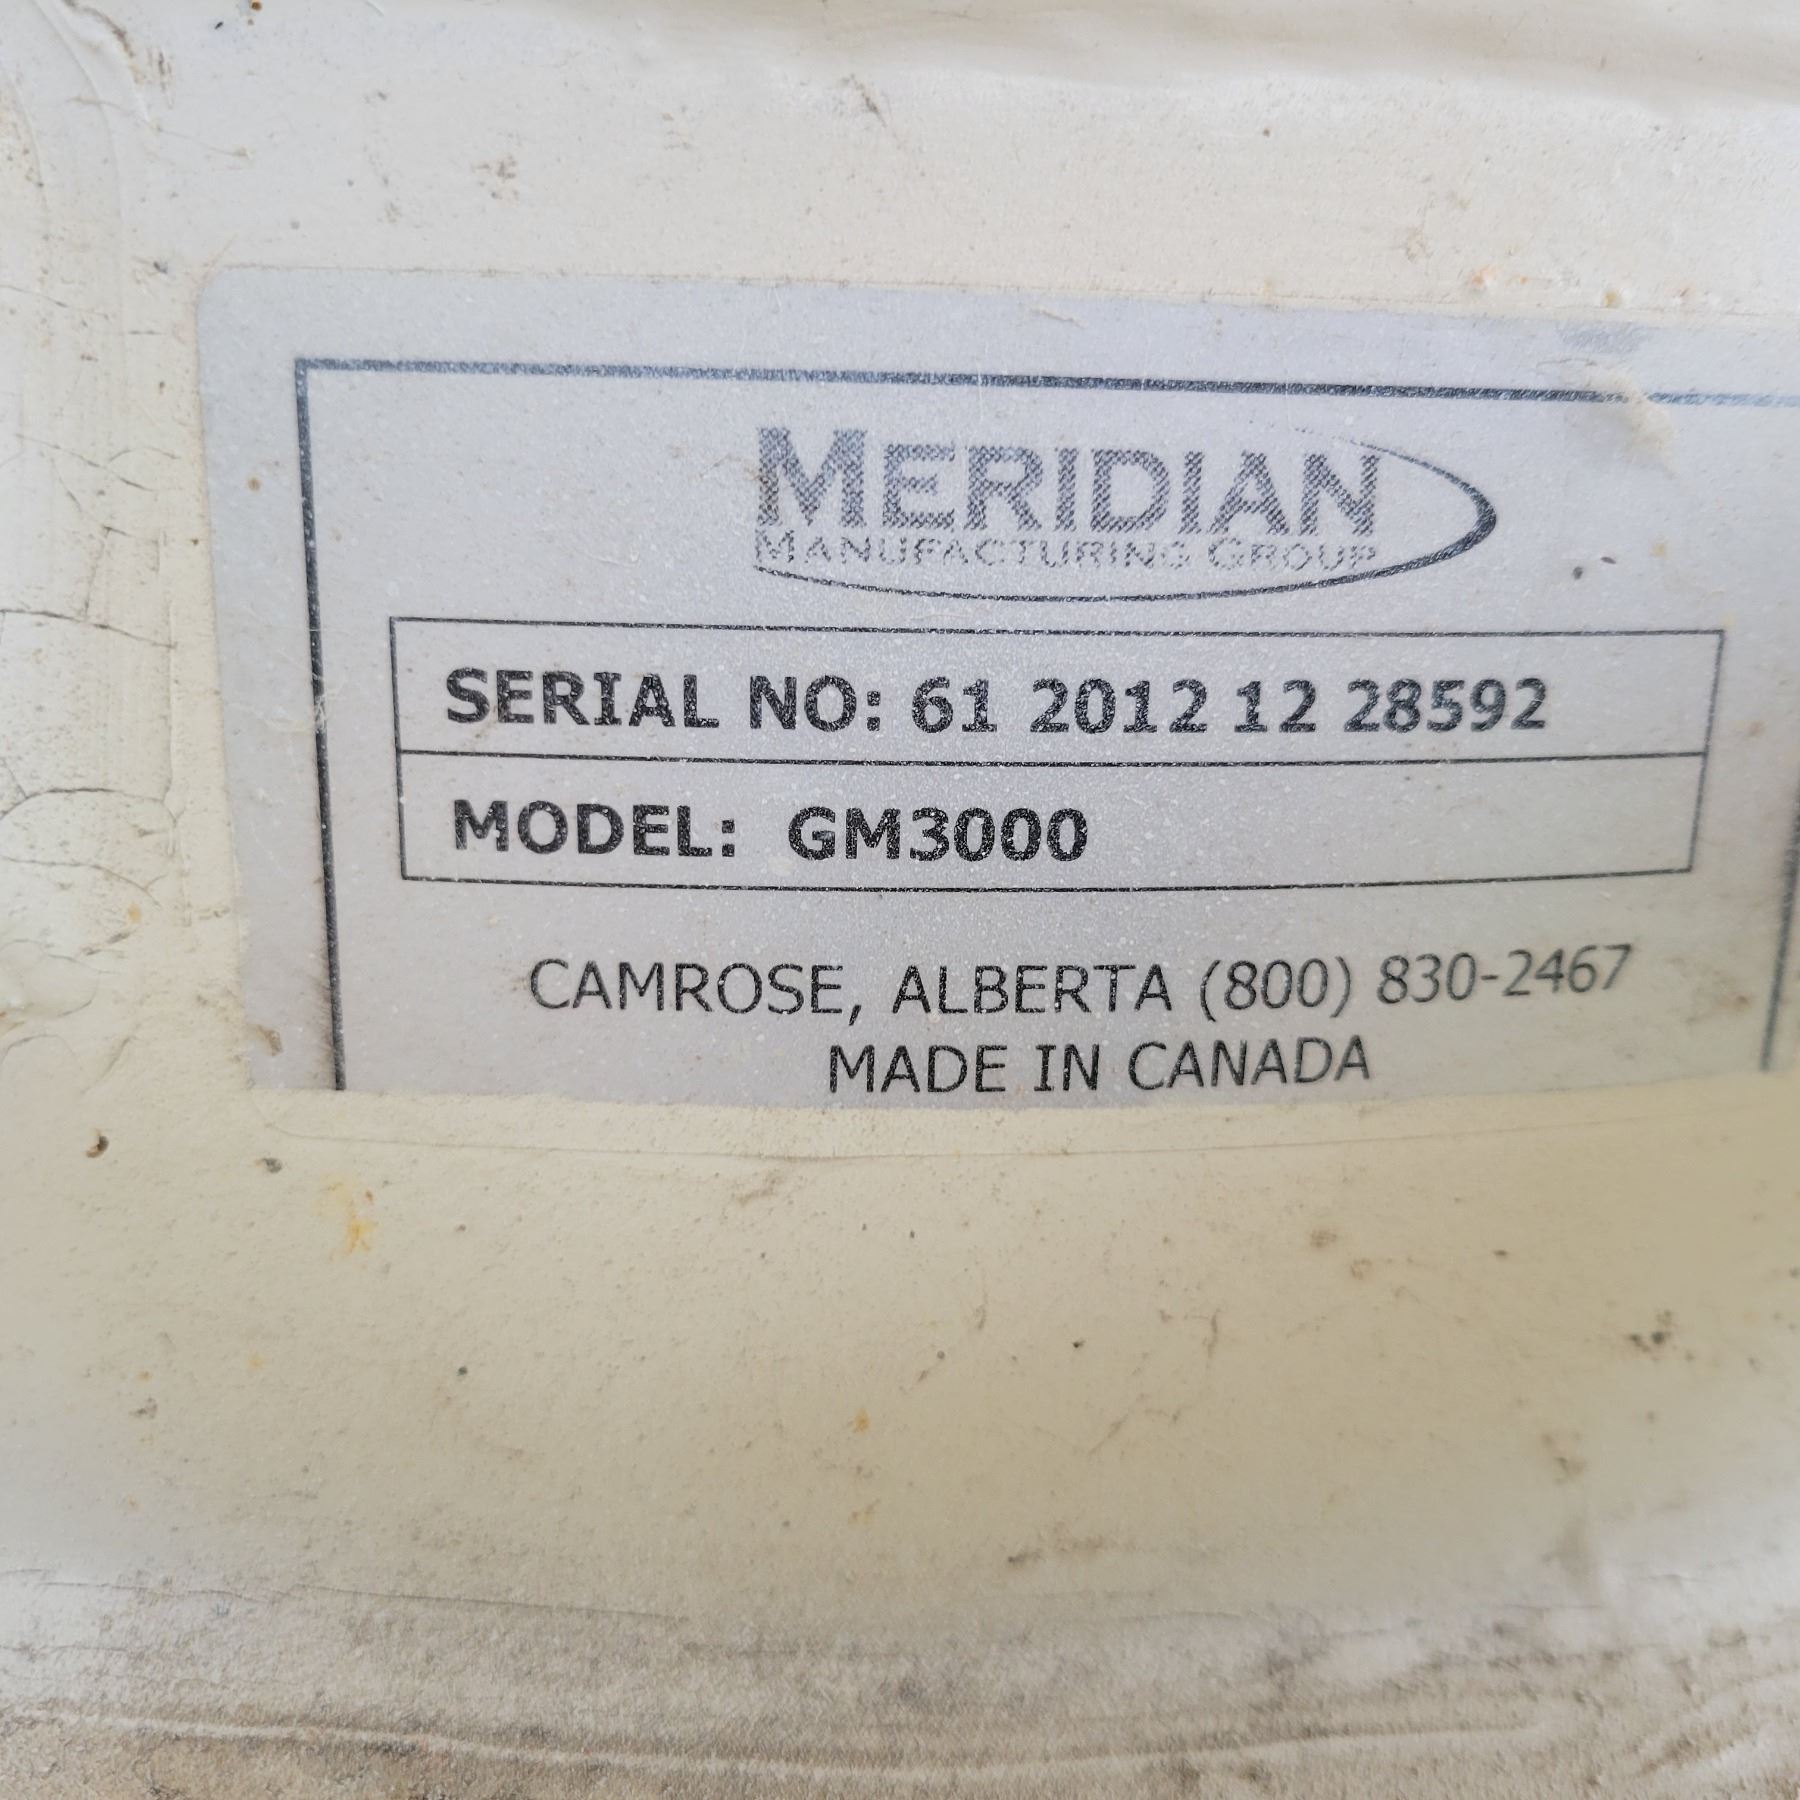 MERIDIAN
MANUFACTURING GROUP
SERIAL NO: 61 2012 12 28592
MODEL: GM3000
CAMROSE, ALBERTA (800) 830-2467
MADE IN CANADA